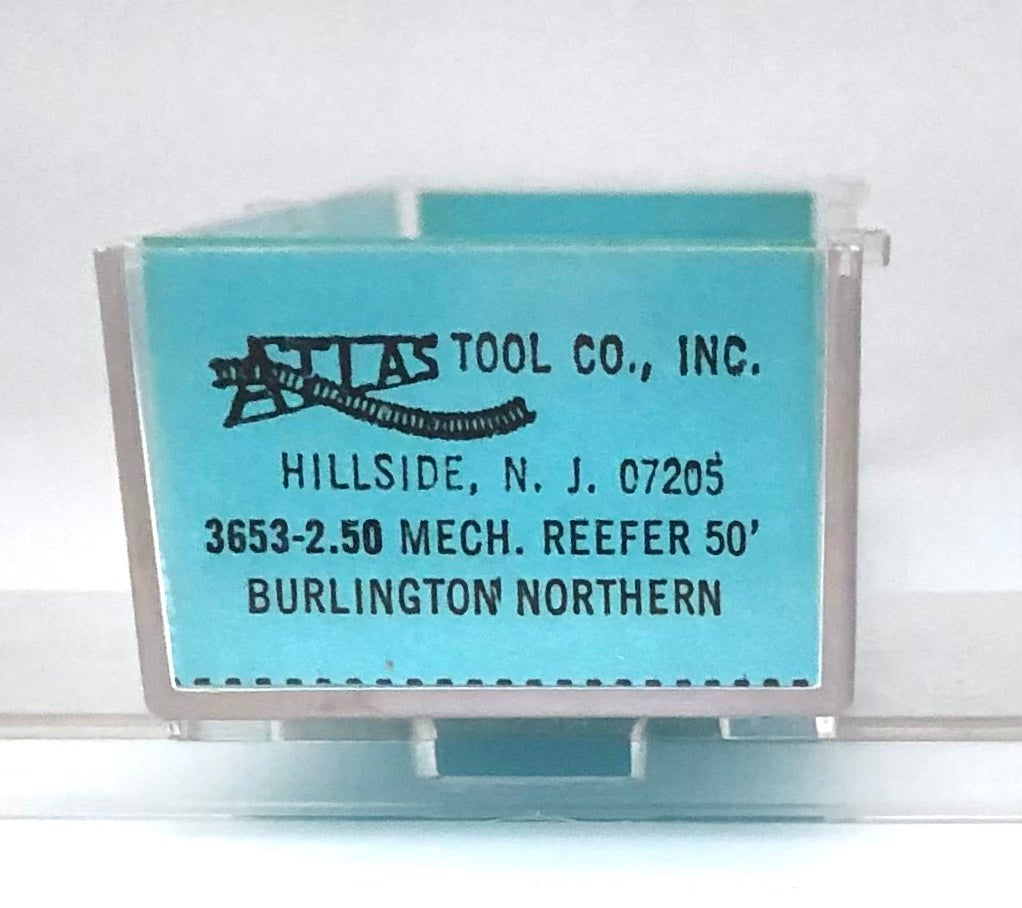 ATLAS TOOL CO., INC.
HILLSIDE, N. J. 07205
3653-2.50 MECH. REEFER 50'
BURLINGTON NORTHERN